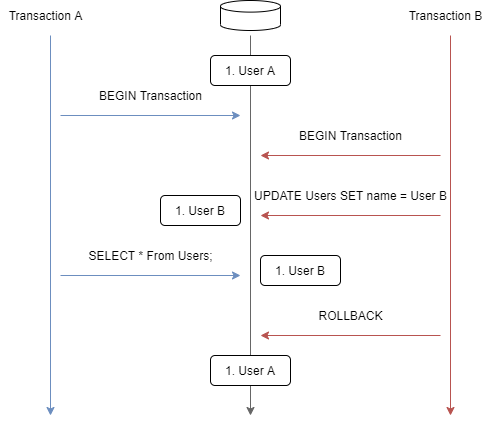 Transaction A
Transaction B
1. User A
BEGIN Transaction
BEGIN Transaction
UPDATE Users SET name = User B
1. User B
SELECT * From Users;
1. User B
ROLLBACK
1. User A